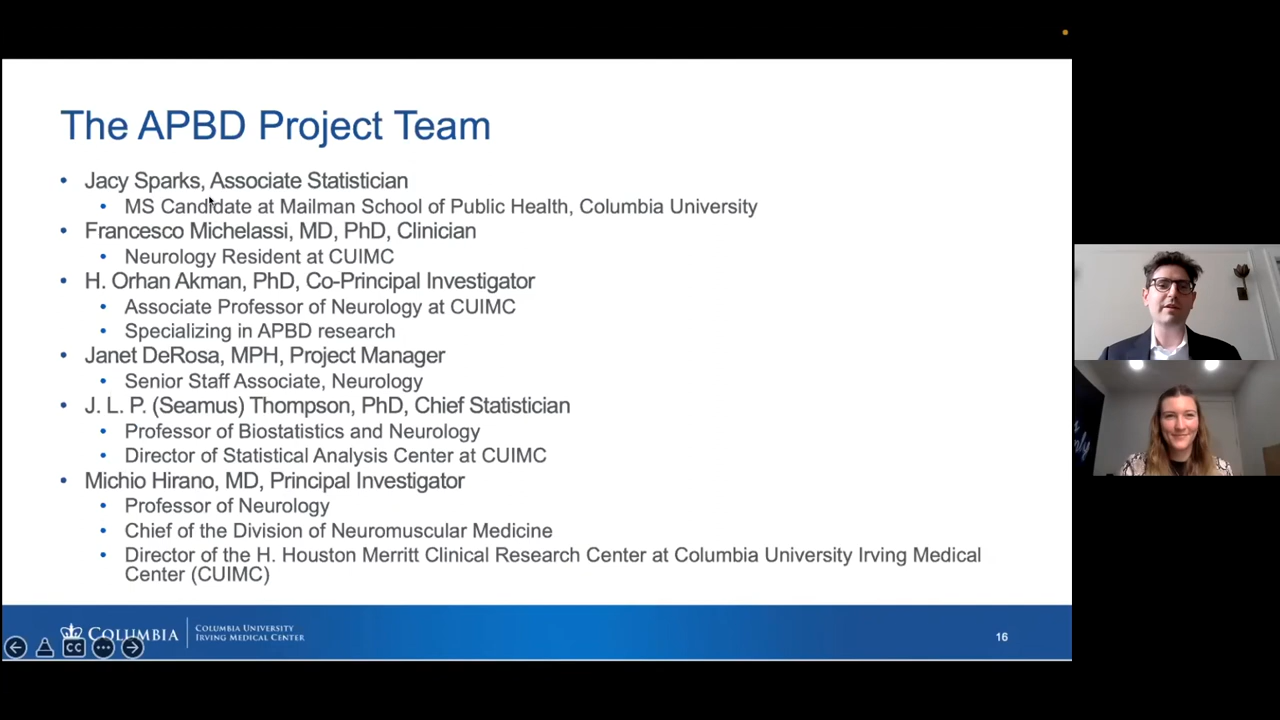 The APBD Project Team
• Jacy Sparks, Associate Statistician
• MS Candidate at Mailman School of Public Health, Columbia University
• Francesco Michelassi, MD, PhD, Clinician
• Neurology Resident at CUIMC
• H. Orhan Akman, PhD, Co-Principal Investigator
• Associate Professor of Neurology at CUIMC
• Specializing in APBD research
• Janet DeRosa, MPH, Project Manager
• Senior Staff Associate, Neurology
• J. L. P. (Seamus) Thompson, PhD, Chief Statistician
• Professor of Biostatistics and Neurology
• Director of Statistical Analysis Center at CUIMC
• Michio Hirano, MD, Principal Investigator
• Professor of Neurology
• Chief of the Division of Neuromuscular Medicine
• Director of the H. Houston Merritt Clinical Research Center at Columbia University Irving Medical
Center (CUIMC)
COLUMBIA
COLUMBIA UNIVERSITY
IRVING MEDICAL CENTER
CC
16